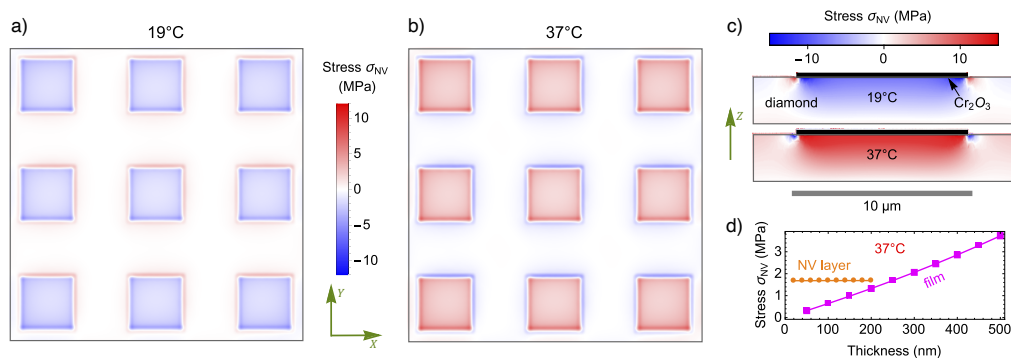 a)
19°C
Stress σNV
(MPa)
10
5
0
−5
−10
Y
X
b)
37°C
c)
Stress σNV (MPa)
−10
0
10
diamond
19°C
Cr2O3
Z
37°C
10 μm
d)
Stress σNV (MPa)
3
2
1
0
37°C
NV layer
film
0
100
200
300
400
500
Thickness (nm)